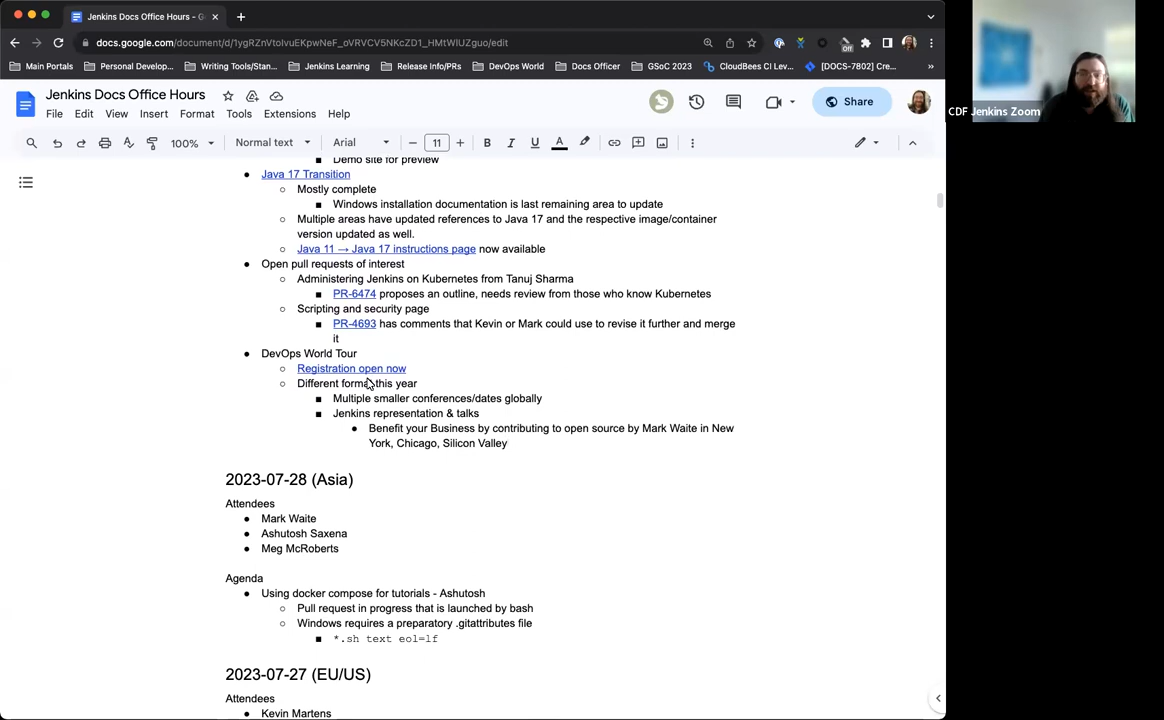 Jenkins Docs Office Hours - G
docs.google.com/document/d/1ygRZnVtoIvuEKpwNeF_oVRVCV5NKcZD1_HMtWlUZguo/edit
Off
Main Portals
Personal Develop...
Writing Tools/Stan...
Jenkins Learning
Release Info/PRs
DevOps World
Docs Officer
GSoC 2023
CloudBees CI Lev...
[DOCS-7802] Cre...
Jenkins Docs Office Hours
File Edit View Insert Format Tools Extensions Help
Share
100% Normal text Arial 11
Demo site for preview
Java 17 Transition
Mostly complete
Windows installation documentation is last remaining area to update
Multiple areas have updated references to Java 17 and the respective image/container
version updated as well.
Java 11 → Java 17 instructions page now available
Open pull requests of interest
Administering Jenkins on Kubernetes from Tanuj Sharma
PR-6474 proposes an outline, needs review from those who know Kubernetes
Scripting and security page
PR-4693 has comments that Kevin or Mark could use to revise it further and merge
it
DevOps World Tour
Registration open now
Different format this year
Multiple smaller conferences/dates globally
Jenkins representation & talks
Benefit your Business by contributing to open source by Mark Waite in New
York, Chicago, Silicon Valley
2023-07-28 (Asia)
Attendees
Mark Waite
Ashutosh Saxena
Meg McRoberts
Agenda
Using docker compose for tutorials - Ashutosh
Pull request in progress that is launched by bash
Windows requires a preparatory .gitattributes file
*.sh text eol=lf
2023-07-27 (EU/US)
Attendees
Kevin Martens
CDF Jenkins Zoom